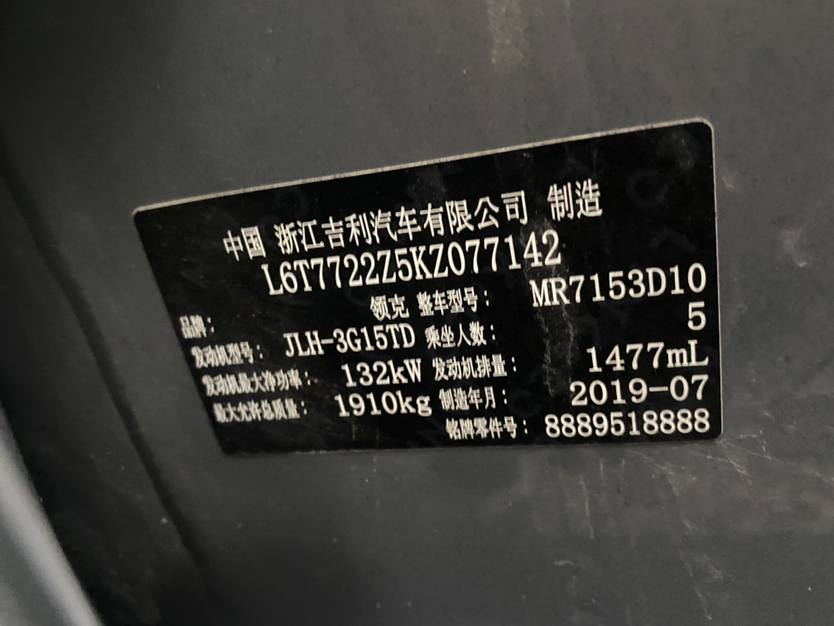 中国 浙江吉利汽车有限公司 制造
L6T7722Z5KZ077142
品牌: 领克 整车型号: MR7153D10
发动机型号: JLH-3G15TD 乘坐人数: 5
发动机最大净功率: 132kW 发动机排量: 1477mL
最大允许总质量: 1910kg 制造年月: 2019-07
铭牌零件号: 8889518888